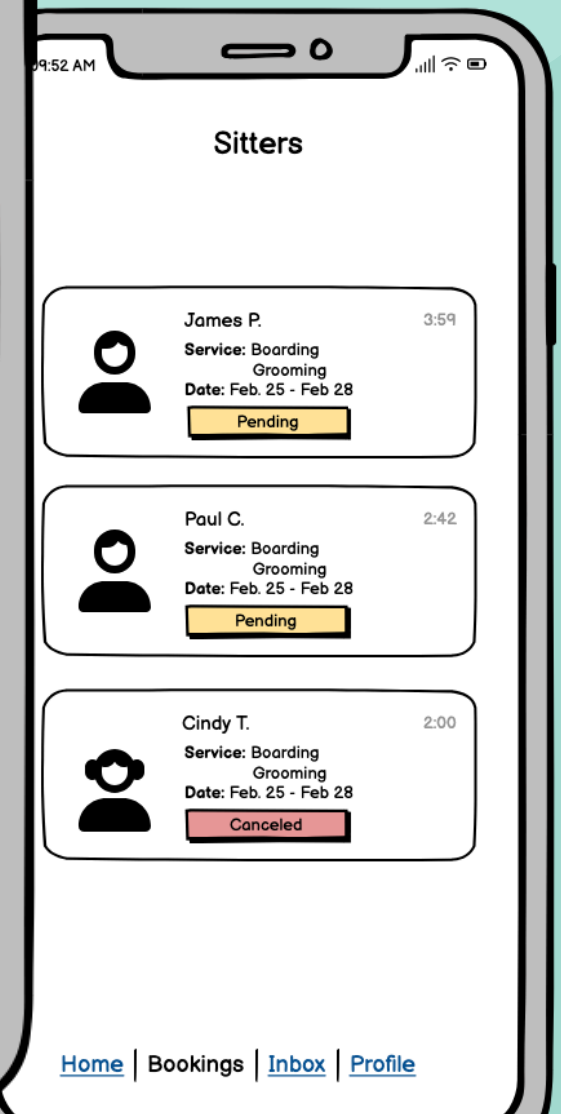 09:52 AM
Sitters
James P. 3:59
Service: Boarding
Grooming
Date: Feb. 25 - Feb 28
Pending
Paul C. 2:42
Service: Boarding
Grooming
Date: Feb. 25 - Feb 28
Pending
Cindy T. 2:00
Service: Boarding
Grooming
Date: Feb. 25 - Feb 28
Canceled
Home | Bookings | Inbox | Profile